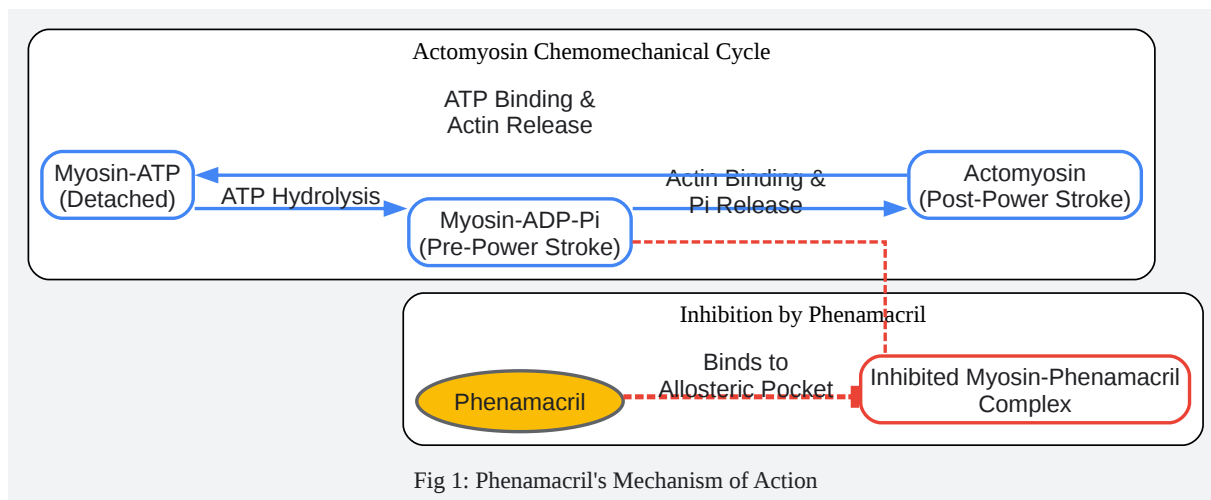 Actomyosin Chemomechanical Cycle
ATP Binding &
Actin Release
Myosin-ATP
(Detached)
ATP Hydrolysis
Myosin-ADP-Pi
(Pre-Power Stroke)
Actin Binding &
Pi Release
Actomyosin
(Post-Power Stroke)
Inhibition by Phenamacril
Phenamacril
Binds to
Allosteric Pocket
Inhibited Myosin-Phenamacril
Complex
Fig 1: Phenamacril's Mechanism of Action